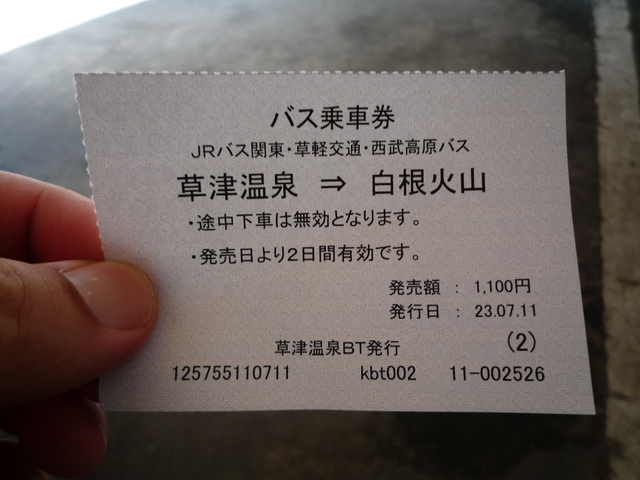 バス乗車券
JRバス関東・草軽交通・西武高原バス
草津温泉 ⇒ 白根火山
・途中下車は無効となります。
・発売日より2日間有効です。
発売額 : 1,100円
発行日 : 23.07.11
草津温泉BT発行 (2)
125755110711 kbt002 11-002526